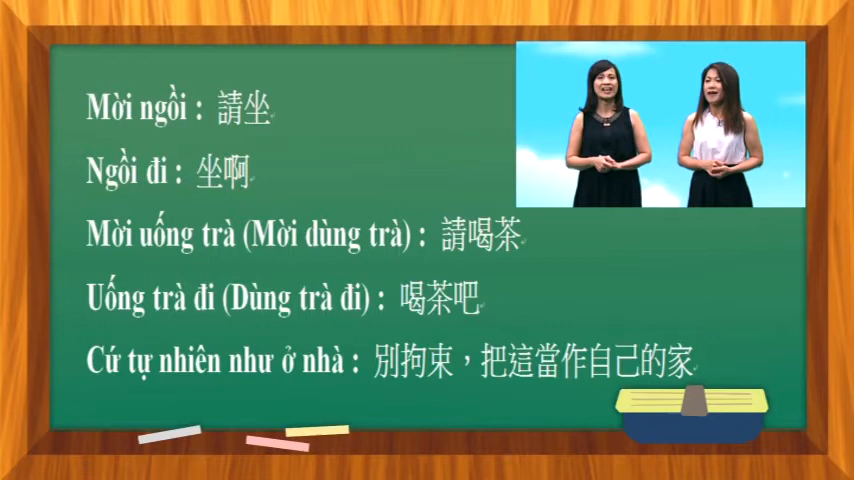 Mời ngồi : 請坐
Ngồi đi : 坐啊
Mời uống trà (Mời dùng trà) : 請喝茶
Uống trà đi (Dùng trà đi) : 喝茶吧
Cứ tự nhiên như ở nhà : 別拘束，把這當作自己的家